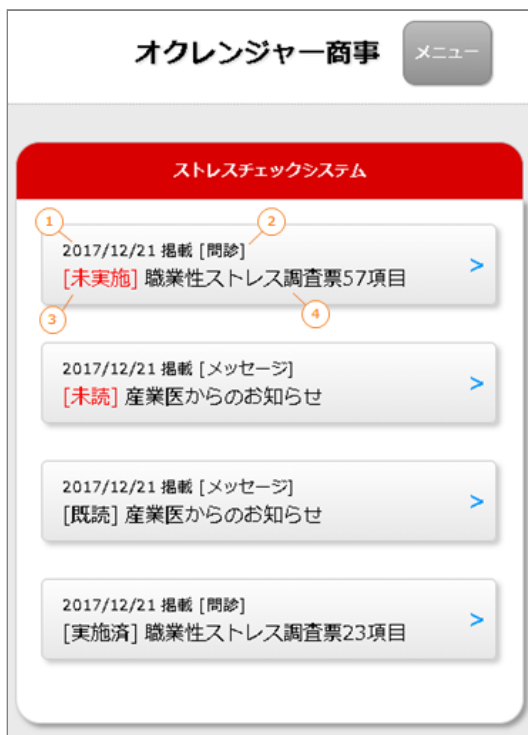 オクレンジャー商事
メニュー
ストレスチェックシステム
1
2
2017/12/21 掲載 [問診]
[未実施] 職業性ストレス調査票57項目
3
4
>
2017/12/21 掲載 [メッセージ]
[未読] 産業医からのお知らせ
>
2017/12/21 掲載 [メッセージ]
[既読] 産業医からのお知らせ
>
2017/12/21 掲載 [問診]
[実施済] 職業性ストレス調査票23項目
>